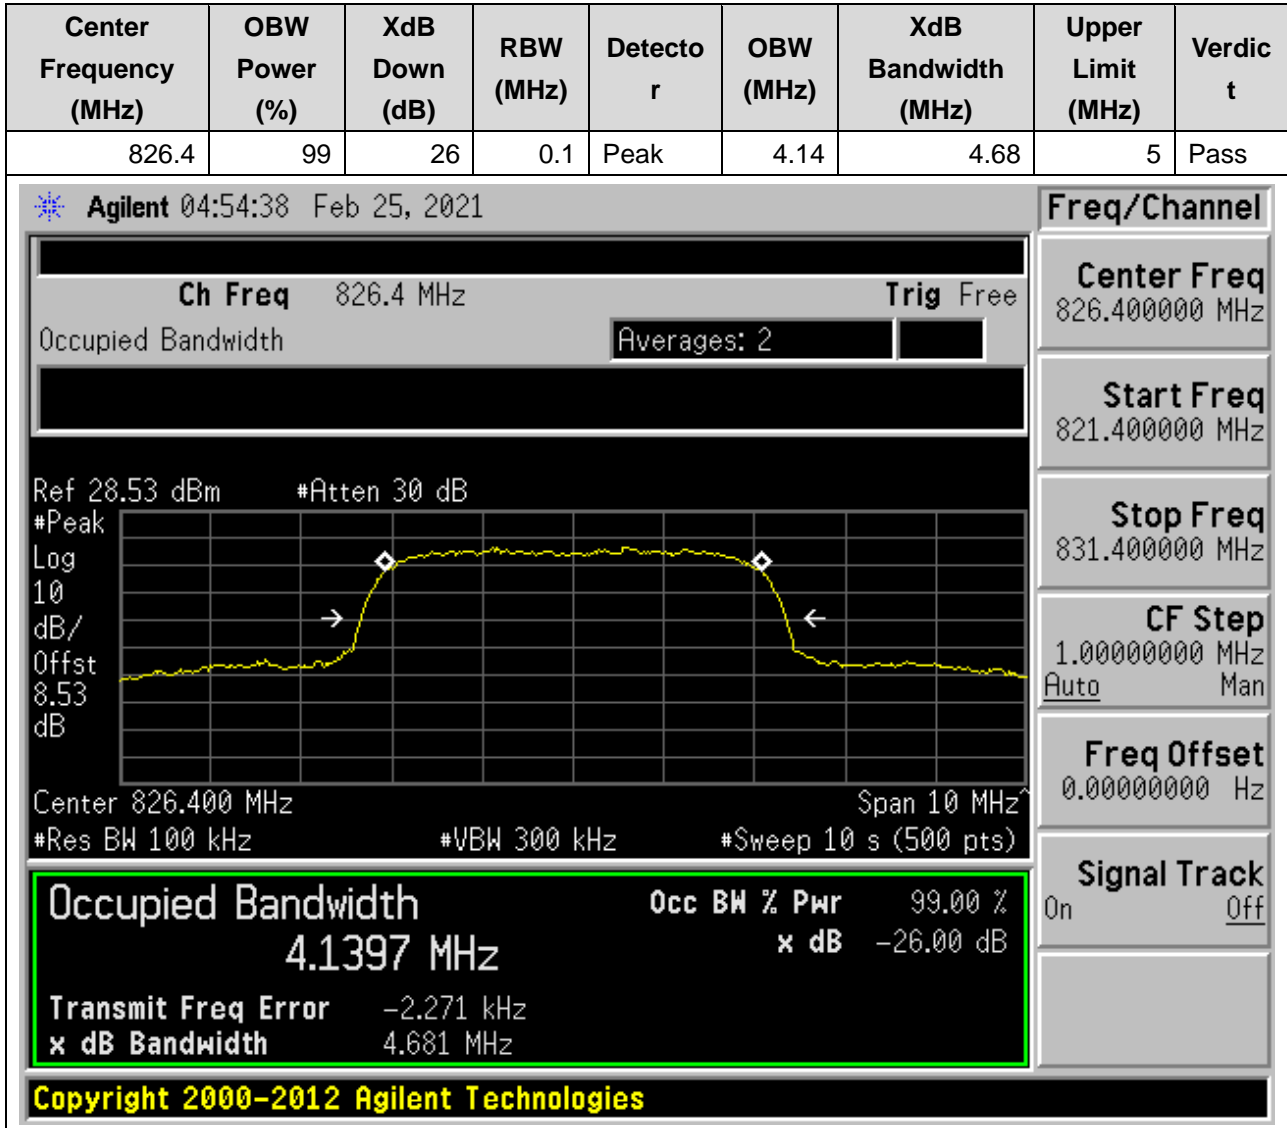 Center Frequency (MHz) OBW Power (%) XdB Down (dB) RBW (MHz) Detecto r OBW (MHz) XdB Bandwidth (MHz) Upper Limit (MHz) Verdic t
826.4 99 26 0.1 Peak 4.14 4.68 5 Pass
Agilent 04:54:38 Feb 25, 2021
Ch Freq 826.4 MHz Trig Free
Occupied Bandwidth Averages: 2
Ref 28.53 dBm #Atten 30 dB
#Peak
Log
10
dB/
Offst
8.53
dB
Center 826.400 MHz Span 10 MHz^
#Res BW 100 kHz #VBW 300 kHz #Sweep 10 s (500 pts)
Occupied Bandwidth Occ BW % Pwr 99.00 %
4.1397 MHz x dB -26.00 dB
Transmit Freq Error -2.271 kHz
x dB Bandwidth 4.681 MHz
Copyright 2000-2012 Agilent Technologies
Freq/Channel
Center Freq
826.400000 MHz
Start Freq
821.400000 MHz
Stop Freq
831.400000 MHz
CF Step
1.00000000 MHz
Auto Man
Freq Offset
0.00000000 Hz
Signal Track
On Off